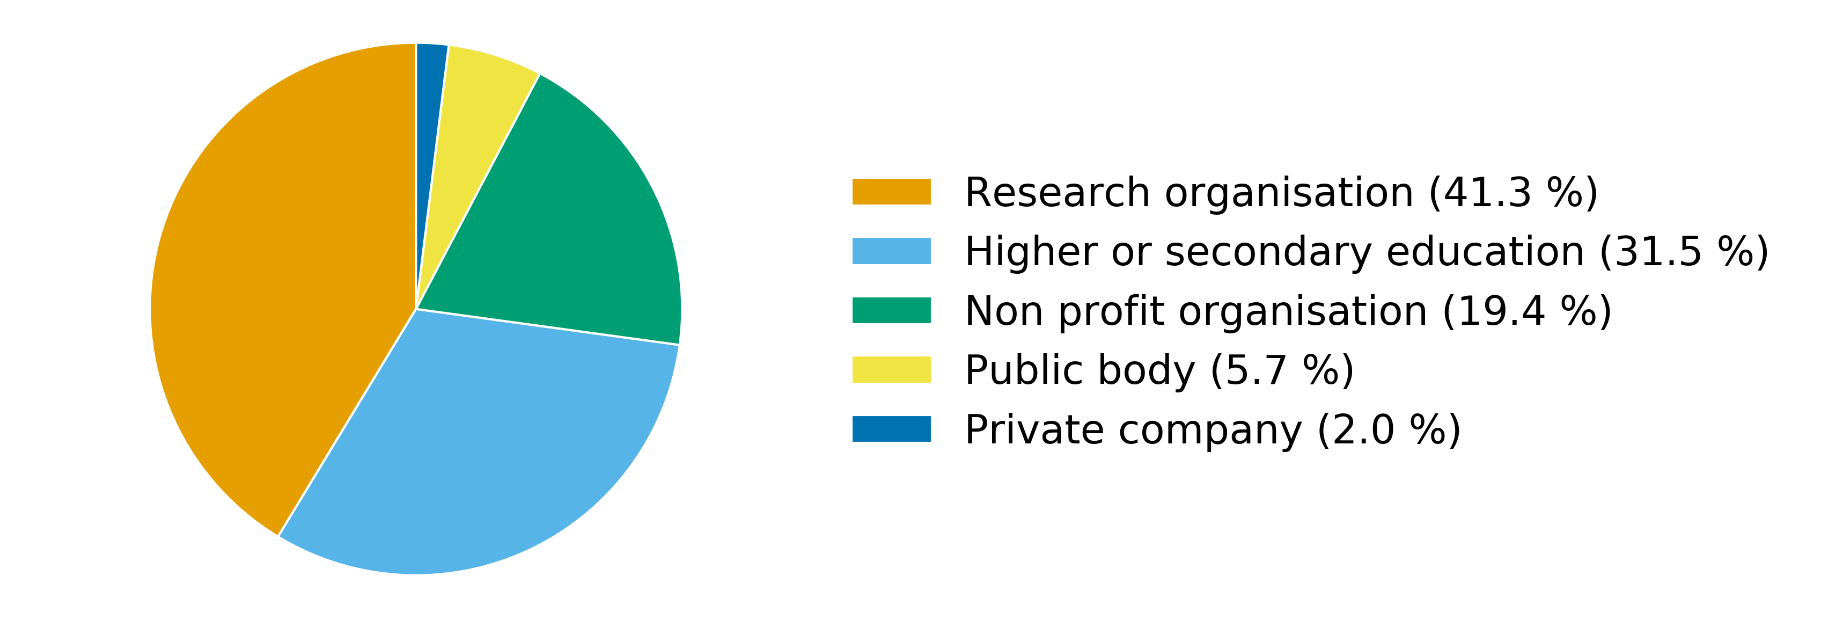 Research organisation (41.3 %)
Higher or secondary education (31.5 %)
Non profit organisation (19.4 %)
Public body (5.7 %)
Private company (2.0 %)